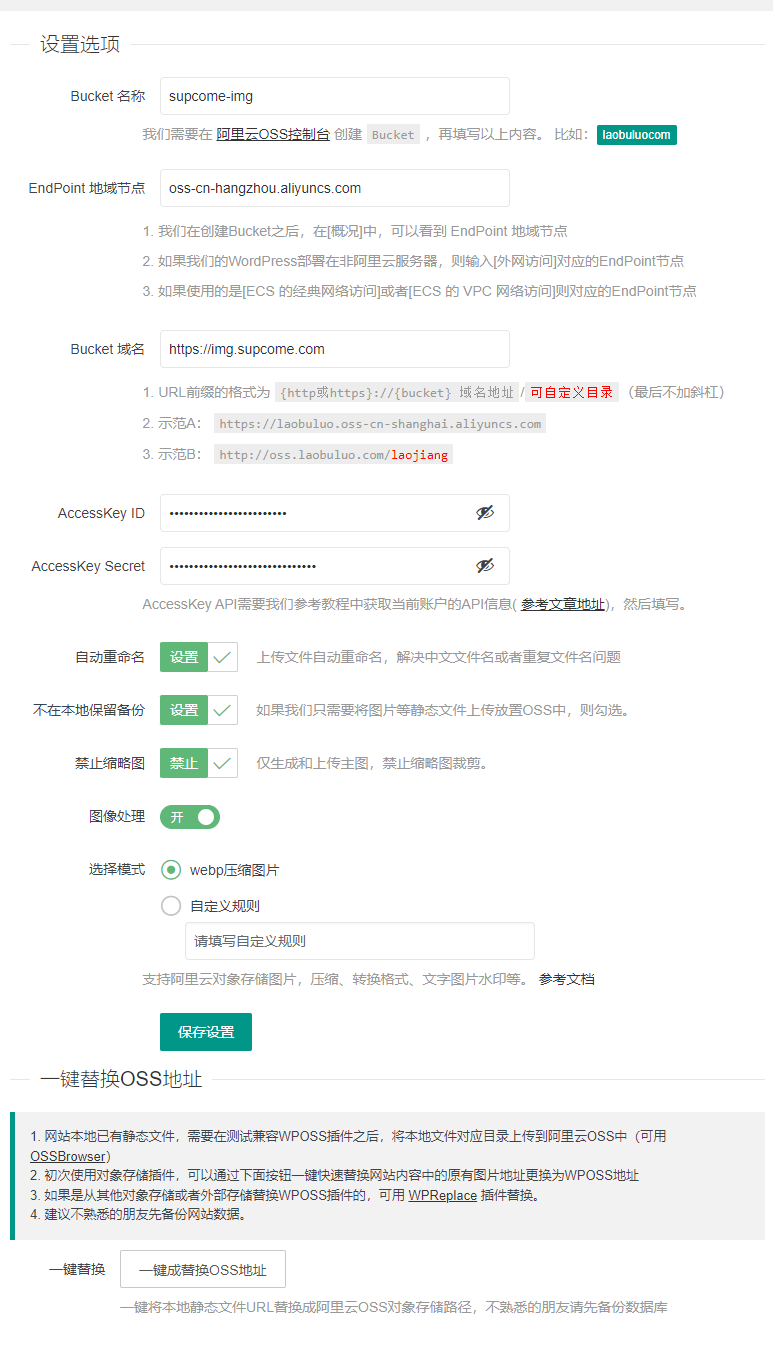 设置选项
Bucket 名称 supcome-img
我们需要在 阿里云OSS控制台 创建 Bucket ，再填写以上内容。 比如： laobuluocom
EndPoint 地域节点 oss-cn-hangzhou.aliyuncs.com
1. 我们在创建Bucket之后，在[概况]中，可以看到 EndPoint 地域节点
2. 如果我们的WordPress部署在非阿里云服务器，则输入[外网访问]对应的EndPoint节点
3. 如果使用的是[ECS 的经典网络访问]或者[ECS 的 VPC 网络访问]则对应的EndPoint节点
Bucket 域名 https://img.supcome.com
1. URL前缀的格式为 {http或https}://{bucket} 域名地址 / 可自定义目录 （最后不加斜杠）
2. 示范A： https://laobuluo.oss-cn-shanghai.aliyuncs.com
3. 示范B： http://oss.laobuluo.com/laojiang
AccessKey ID ························
AccessKey Secret ······························
AccessKey API需要我们参考教程中获取当前账户的API信息( 参考文章地址)，然后填写。
自动重命名 设置 上传文件自动重命名，解决中文文件名或者重复文件名问题
不在本地保留备份 设置 如果我们只需要将图片等静态文件上传放置OSS中，则勾选。
禁止缩略图 禁止 仅生成和上传主图，禁止缩略图裁剪。
图像处理 开
选择模式 webp压缩图片
自定义规则
请填写自定义规则
支持阿里云对象存储图片，压缩、转换格式、文字图片水印等。 参考文档
保存设置
一键替换OSS地址
1. 网站本地已有静态文件，需要在测试兼容WPOSS插件之后，将本地文件对应目录上传到阿里云OSS中（可用
OSSBrowser）
2. 初次使用对象存储插件，可以通过下面按钮一键快速替换网站内容中的原有图片地址更换为WPOSS地址
3. 如果是从其他对象存储或者外部存储替换WPOSS插件的，可用 WPReplace 插件替换。
4. 建议不熟悉的朋友先备份网站数据。
一键替换 一键成替换OSS地址
一键将本地静态文件URL替换成阿里云OSS对象存储路径，不熟悉的朋友请先备份数据库